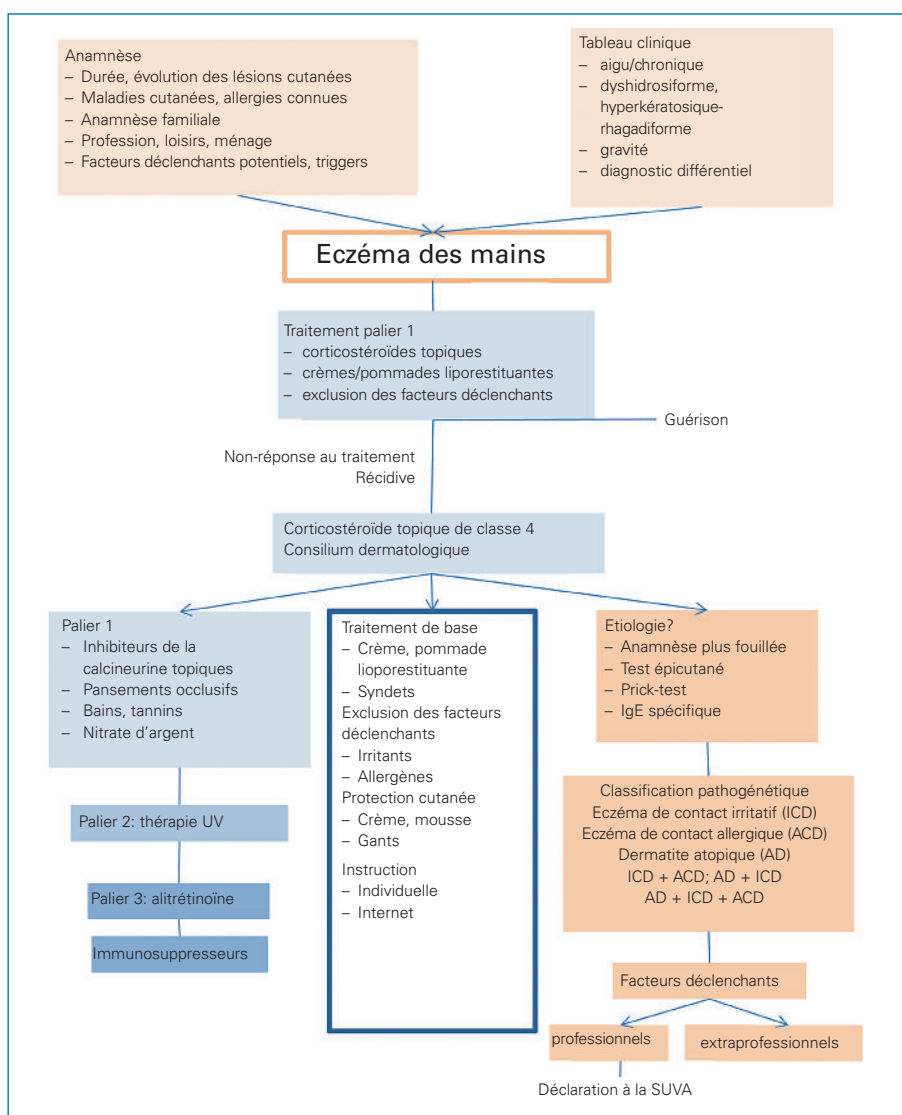 Anamnèse
– Durée, évolution des lésions cutanées
– Maladies cutanées, allergies connues
– Anamnèse familiale
– Profession, loisirs, ménage
– Facteurs déclenchants potentiels, triggers
Tableau clinique
– aigu/chronique
– dyshidrosiforme,
hyperkératosique-
rhagadiforme
– gravité
– diagnostic différentiel
Eczéma des mains
Traitement palier 1
– corticostéroïdes topiques
– crèmes/pommades liporestituantes
– exclusion des facteurs déclenchants
Guérison
Non-réponse au traitement
Récidive
Corticostéroïde topique de classe 4
Consilium dermatologique
Palier 1
– Inhibiteurs de la
calcineurine topiques
– Pansements occlusifs
– Bains, tannins
– Nitrate d'argent
Palier 2: thérapie UV
Palier 3: alitrétinoïne
Immunosuppresseurs
Traitement de base
– Crème, pommade
lioporestituante
– Syndets
Exclusion des facteurs
déclenchants
– Irritants
– Allergènes
Protection cutanée
– Crème, mousse
– Gants
Instruction
– Individuelle
– Internet
Etiologie?
– Anamnèse plus fouillée
– Test épicutané
– Prick-test
– IgE spécifique
Classification pathogénétique
Eczéma de contact irritatif (ICD)
Eczéma de contact allergique (ACD)
Dermatite atopique (AD)
ICD + ACD; AD + ICD
AD + ICD + ACD
Facteurs déclenchants
professionnels
extraprofessionnels
Déclaration à la SUVA